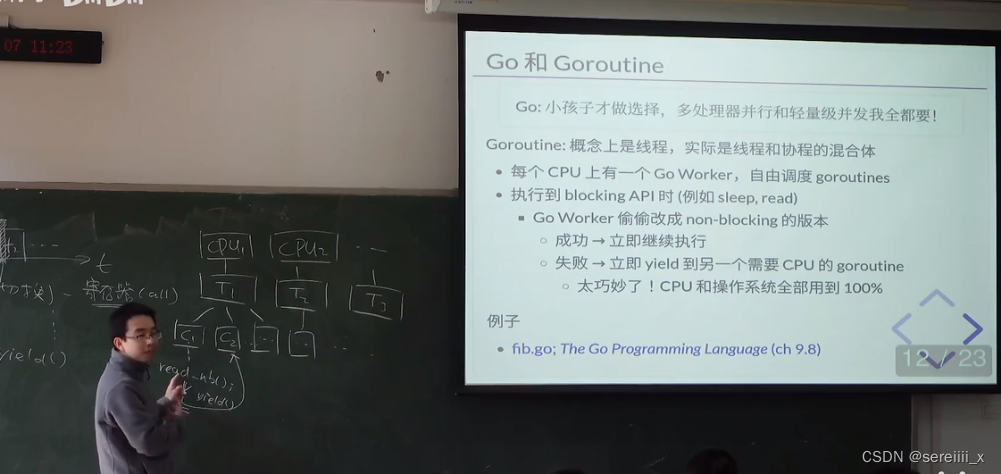 07 11:23
Go 和 Goroutine
Go: 小孩子才做选择，多处理器并行和轻量级并发我全都要！
Goroutine: 概念上是线程，实际是线程和协程的混合体
• 每个 CPU 上有一个 Go Worker，自由调度 goroutines
• 执行到 blocking API 时 (例如 sleep, read)
▪ Go Worker 偷偷改成 non-blocking 的版本
○ 成功 → 立即继续执行
○ 失败 → 立即 yield 到另一个需要 CPU 的 goroutine
○ 太巧妙了！CPU 和操作系统全部用到 100%
例子
• fib.go; The Go Programming Language (ch 9.8)
12 / 23
t₂ ...
t
CPU₁ CPU₂ ...
T₁ T₂ T₃
切换) - 寄存器 (call)
C₁ C₂ ... ...
yield()
read_nb();
yield()
CSDN @sereiiii_x